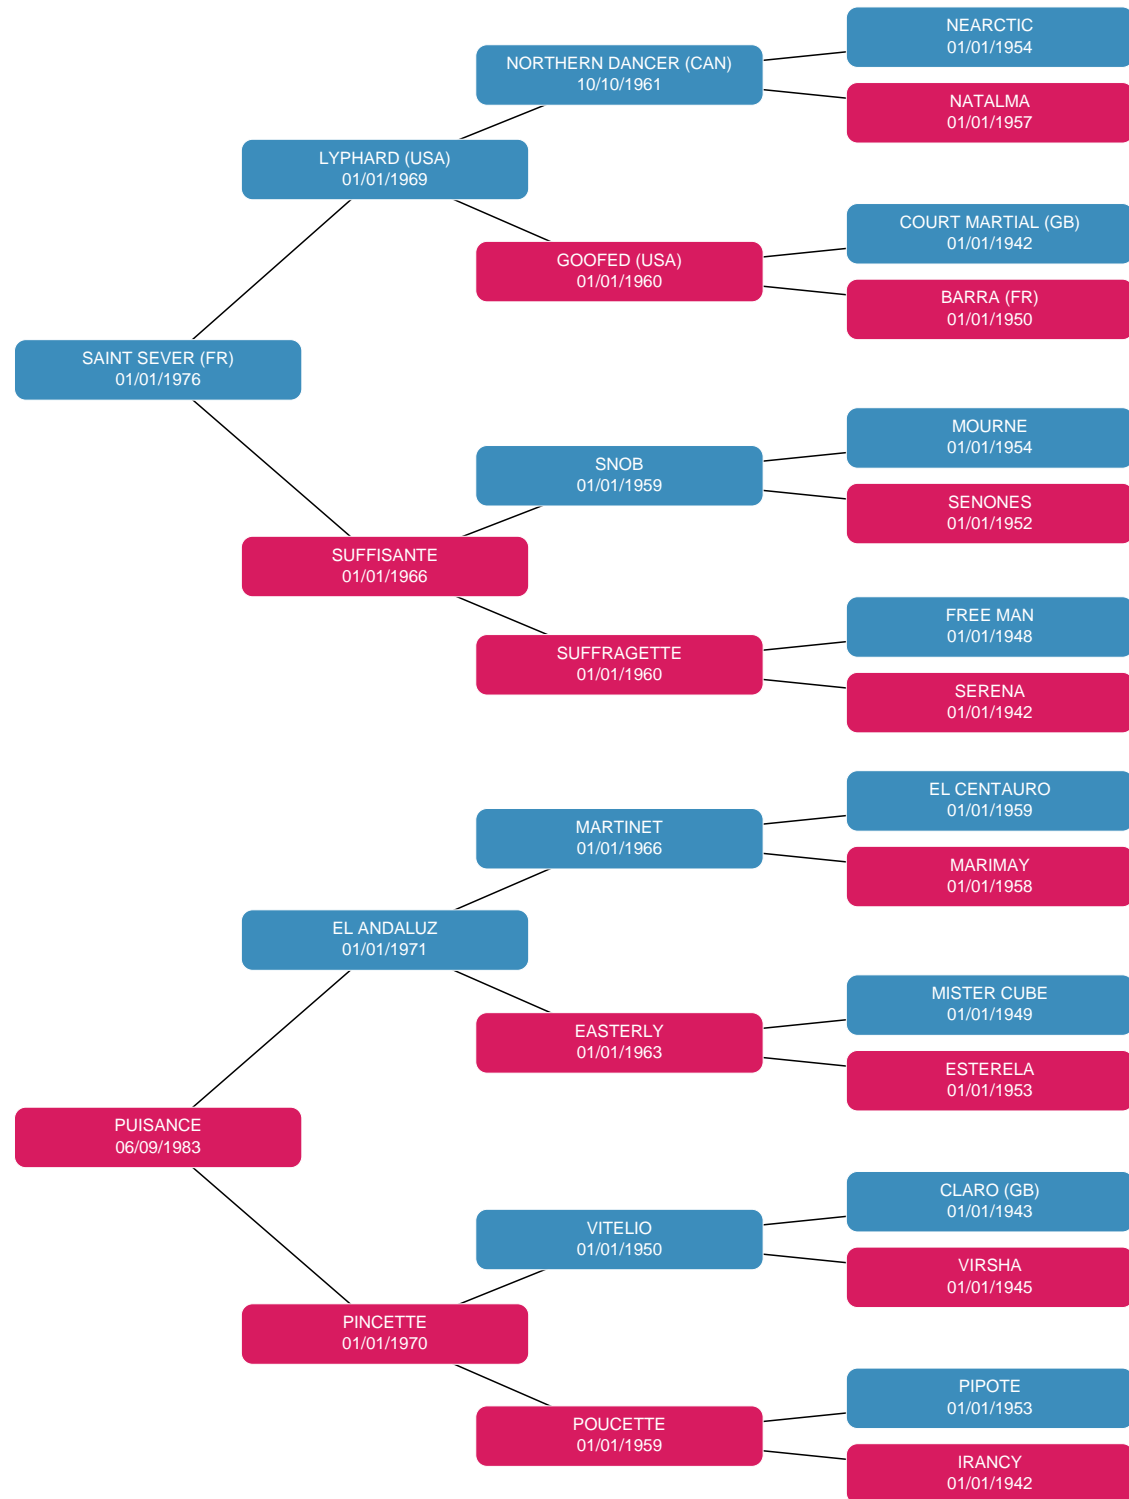 NEARCTIC
01/01/1954
NORTHERN DANCER (CAN)
10/10/1961
NATALMA
01/01/1957
LYPHARD (USA)
01/01/1969
COURT MARTIAL (GB)
01/01/1942
GOOFED (USA)
01/01/1960
BARRA (FR)
01/01/1950
SAINT SEVER (FR)
01/01/1976
MOURNE
01/01/1954
SNOB
01/01/1959
SENONES
01/01/1952
SUFFISANTE
01/01/1966
FREE MAN
01/01/1948
SUFFRAGETTE
01/01/1960
SERENA
01/01/1942
EL CENTAURO
01/01/1959
MARTINET
01/01/1966
MARIMAY
01/01/1958
EL ANDALUZ
01/01/1971
MISTER CUBE
01/01/1949
EASTERLY
01/01/1963
ESTERELA
01/01/1953
PUISANCE
06/09/1983
CLARO (GB)
01/01/1943
VITELIO
01/01/1950
VIRSHA
01/01/1945
PINCETTE
01/01/1970
PIPOTE
01/01/1953
POUCETTE
01/01/1959
IRANCY
01/01/1942